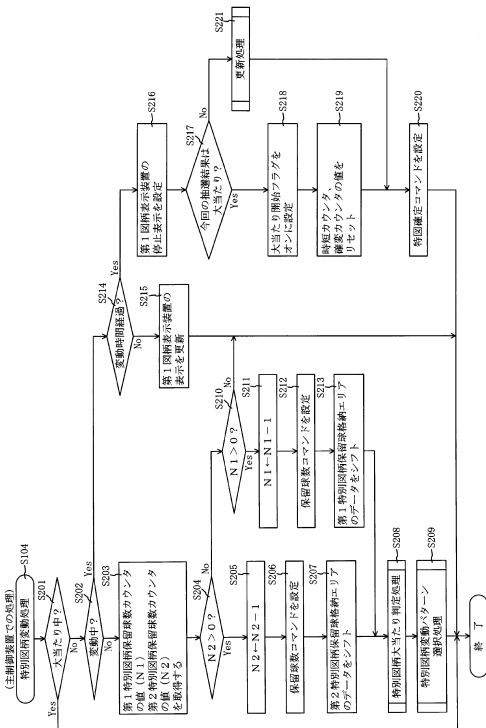 (主制御装置での処理)
S104
特別図柄変動処理
S201
大当たり中?
Yes
No
S202
変動中?
Yes
No
S203
第1特別図柄保留球数カウンタ
の値(N1)
第2特別図柄保留球数カウンタ
の値(N2)
を取得する
S204
N2>0?
No
Yes
S205
N2←N2-1
S206
保留球数コマンドを設定
S207
第2特別図柄保留球格納エリア
のデータをシフト
S210
N1>0?
No
Yes
S211
N1←N1-1
S212
保留球数コマンドを設定
S213
第1特別図柄保留球格納エリア
のデータをシフト
S208
特別図柄大当たり判定処理
S209
特別図柄変動パターン
選択処理
S214
変動時間経過?
Yes
No
S215
第1図柄表示装置の
表示を更新
S216
第1図柄表示装置の
停止表示を設定
S217
今回の抽選結果は
大当たり?
No
Yes
S218
大当たり開始フラグを
オンに設定
S219
時短カウンタ、
確変カウンタの値を
リセット
S221
更新処理
S220
特図確定コマンドを設定
終了